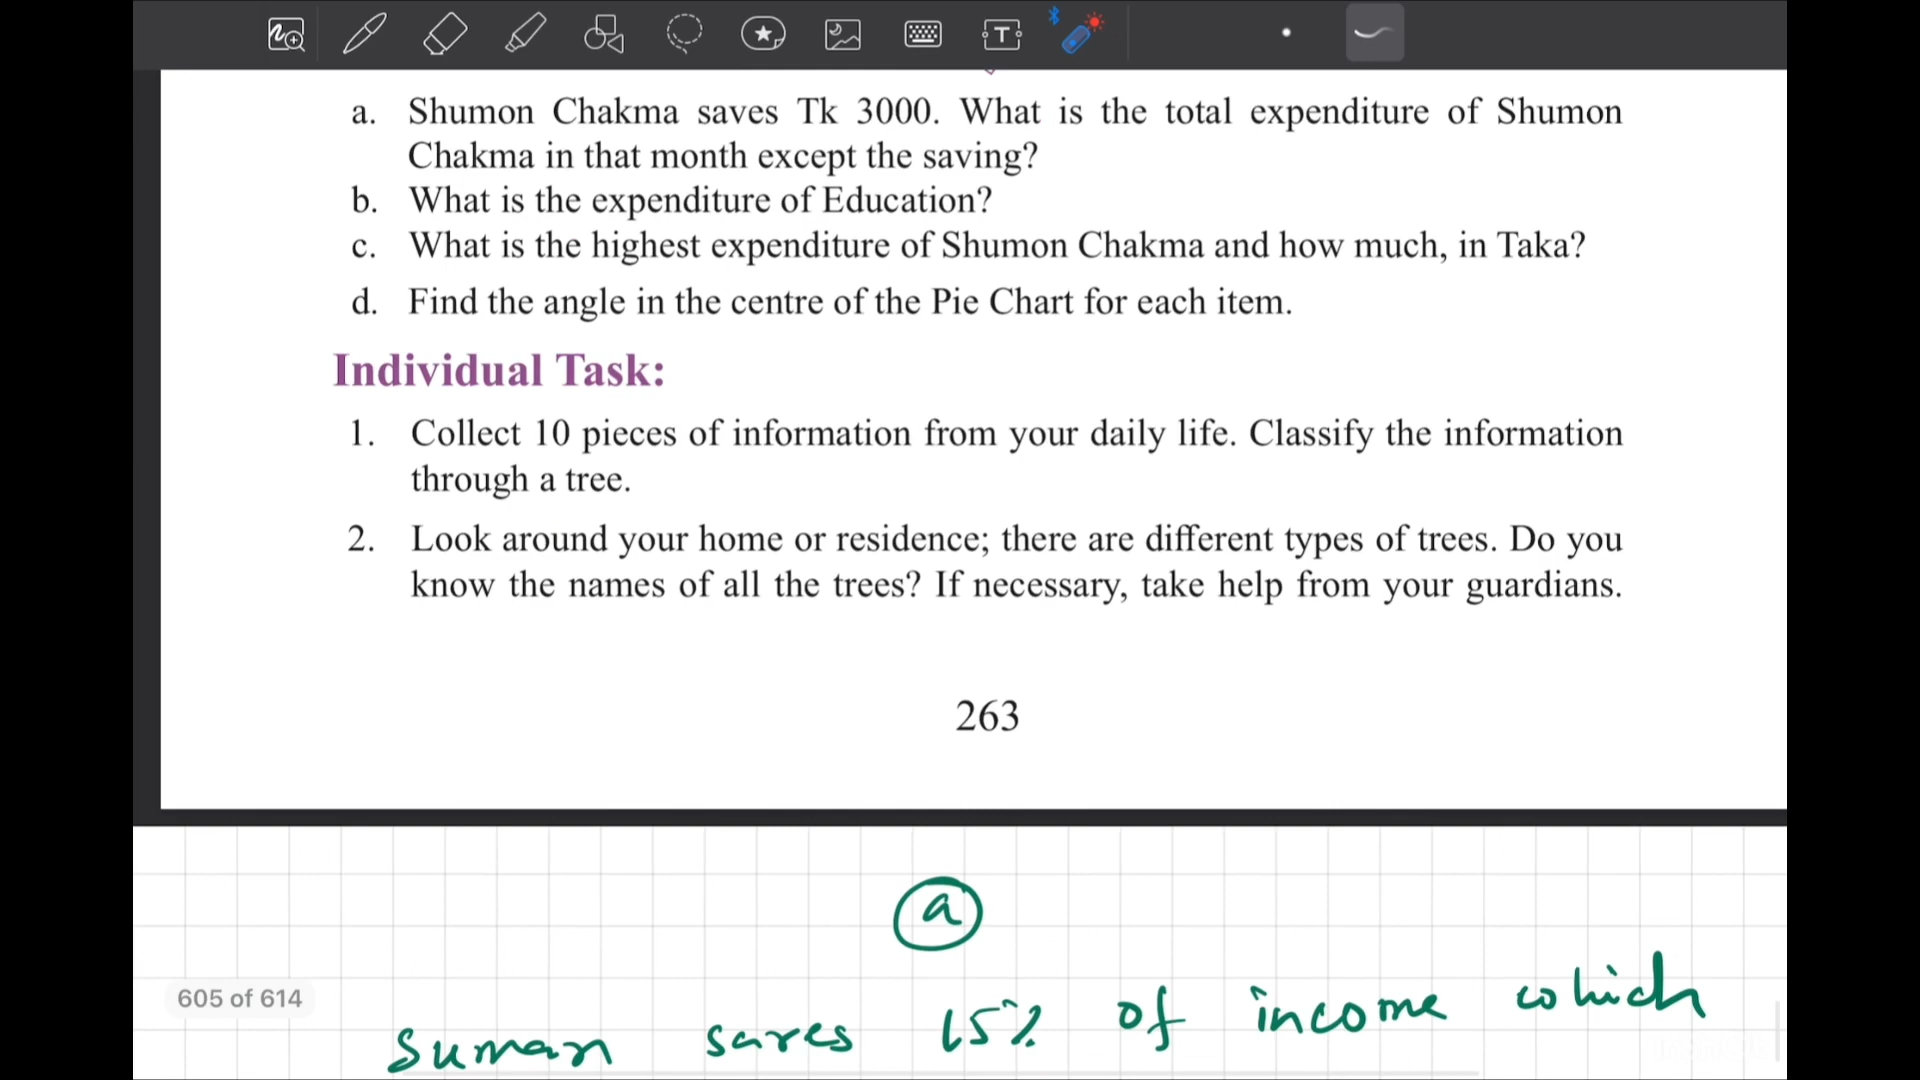 T
a. Shumon Chakma saves Tk 3000. What is the total expenditure of Shumon
Chakma in that month except the saving?
b. What is the expenditure of Education?
c. What is the highest expenditure of Shumon Chakma and how much, in Taka?
d. Find the angle in the centre of the Pie Chart for each item.
Individual Task:
1. Collect 10 pieces of information from your daily life. Classify the information
through a tree.
2. Look around your home or residence; there are different types of trees. Do you
know the names of all the trees? If necessary, take help from your guardians.
263
a
605 of 614
suman saves 15% of income which